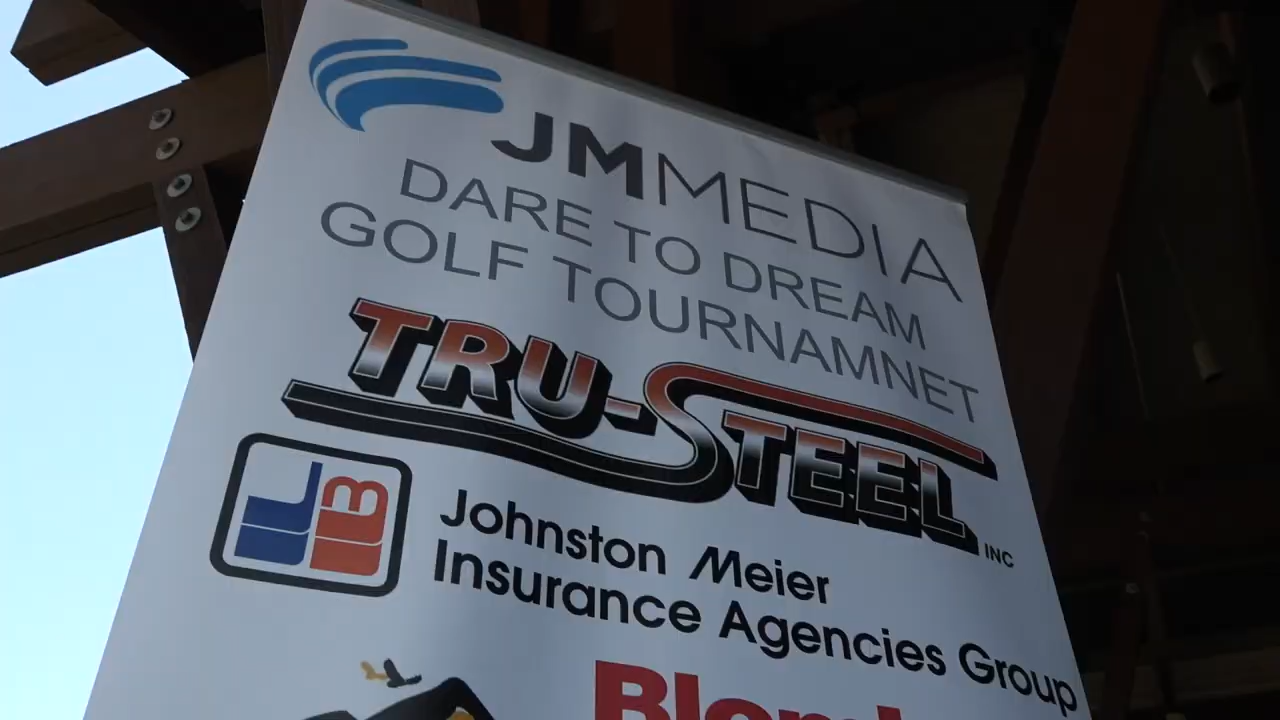 JMMEDIA
DARE TO DREAM
GOLF TOURNAMNET
TRU-STEEL INC
Johnston Meier
Insurance Agencies Group